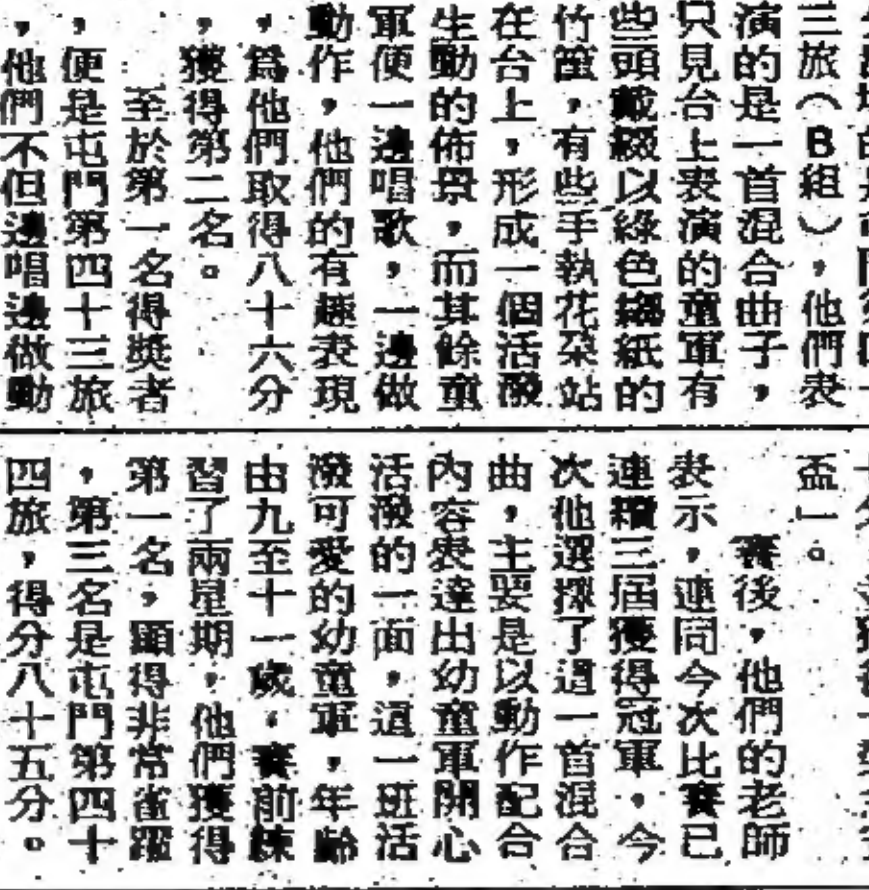 三旅（B組），他們表
演的是一首混合曲子，
只見台上表演的童軍有
些頭戴綴以綠色縐紙的
竹籮，有些手執花朶站
在台上，形成一個活潑
生動的佈景，而其餘童
軍便一邊唱歌，一邊做
動作，他們的有趣表現
，爲他們取得八十六分
，獲得第二名。
至於第一名得獎者
，便是屯門第四十三旅
，他們不但邊唱邊做動
盃」。
賽後，他們的老師
表示，連同今次比賽已
連續三屆獲得冠軍，今
次他選擇了這一首混合
曲，主要是以動作配合
內容表達出幼童軍開心
活潑的一面，這一班活
潑可愛的幼童軍，年齡
由九至十一歲，賽前練
習了兩星期，他們獲得
第一名，顯得非常雀躍
，第三名是屯門第四十
四旅，得分八十五分。